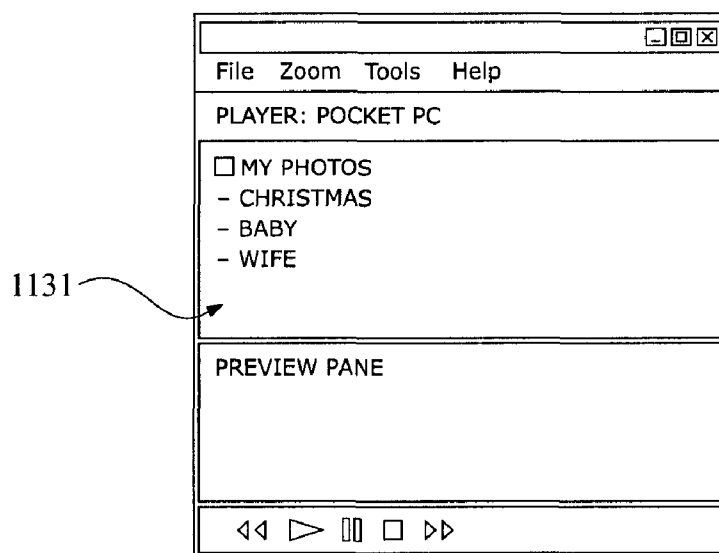 File Zoom Tools Help
PLAYER: POCKET PC
MY PHOTOS
– CHRISTMAS
– BABY
– WIFE
1131
PREVIEW PANE